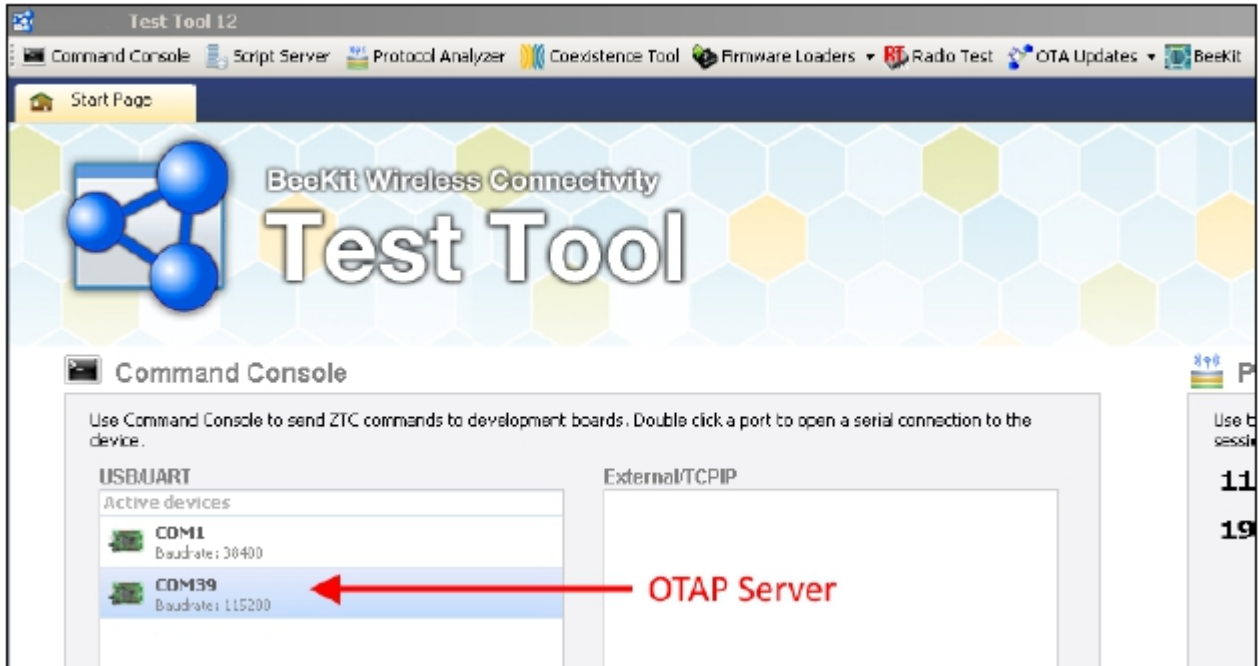 Test Tool 12
Command Console Script Server Protocol Analyzer Coexistence Tool Firmware Loaders Radio Test OTA Updates BeeKit
Start Page
BeeKit Wireless Connectivity
Test Tool
Command Console
P
Use Command Console to send ZTC commands to development boards. Double click a port to open a serial connection to the
device.
Use
USB/UART
External/TCPIP
Active devices
11
COM1
Baudrate: 38400
19
COM39
Baudrate: 115200
OTAP Server